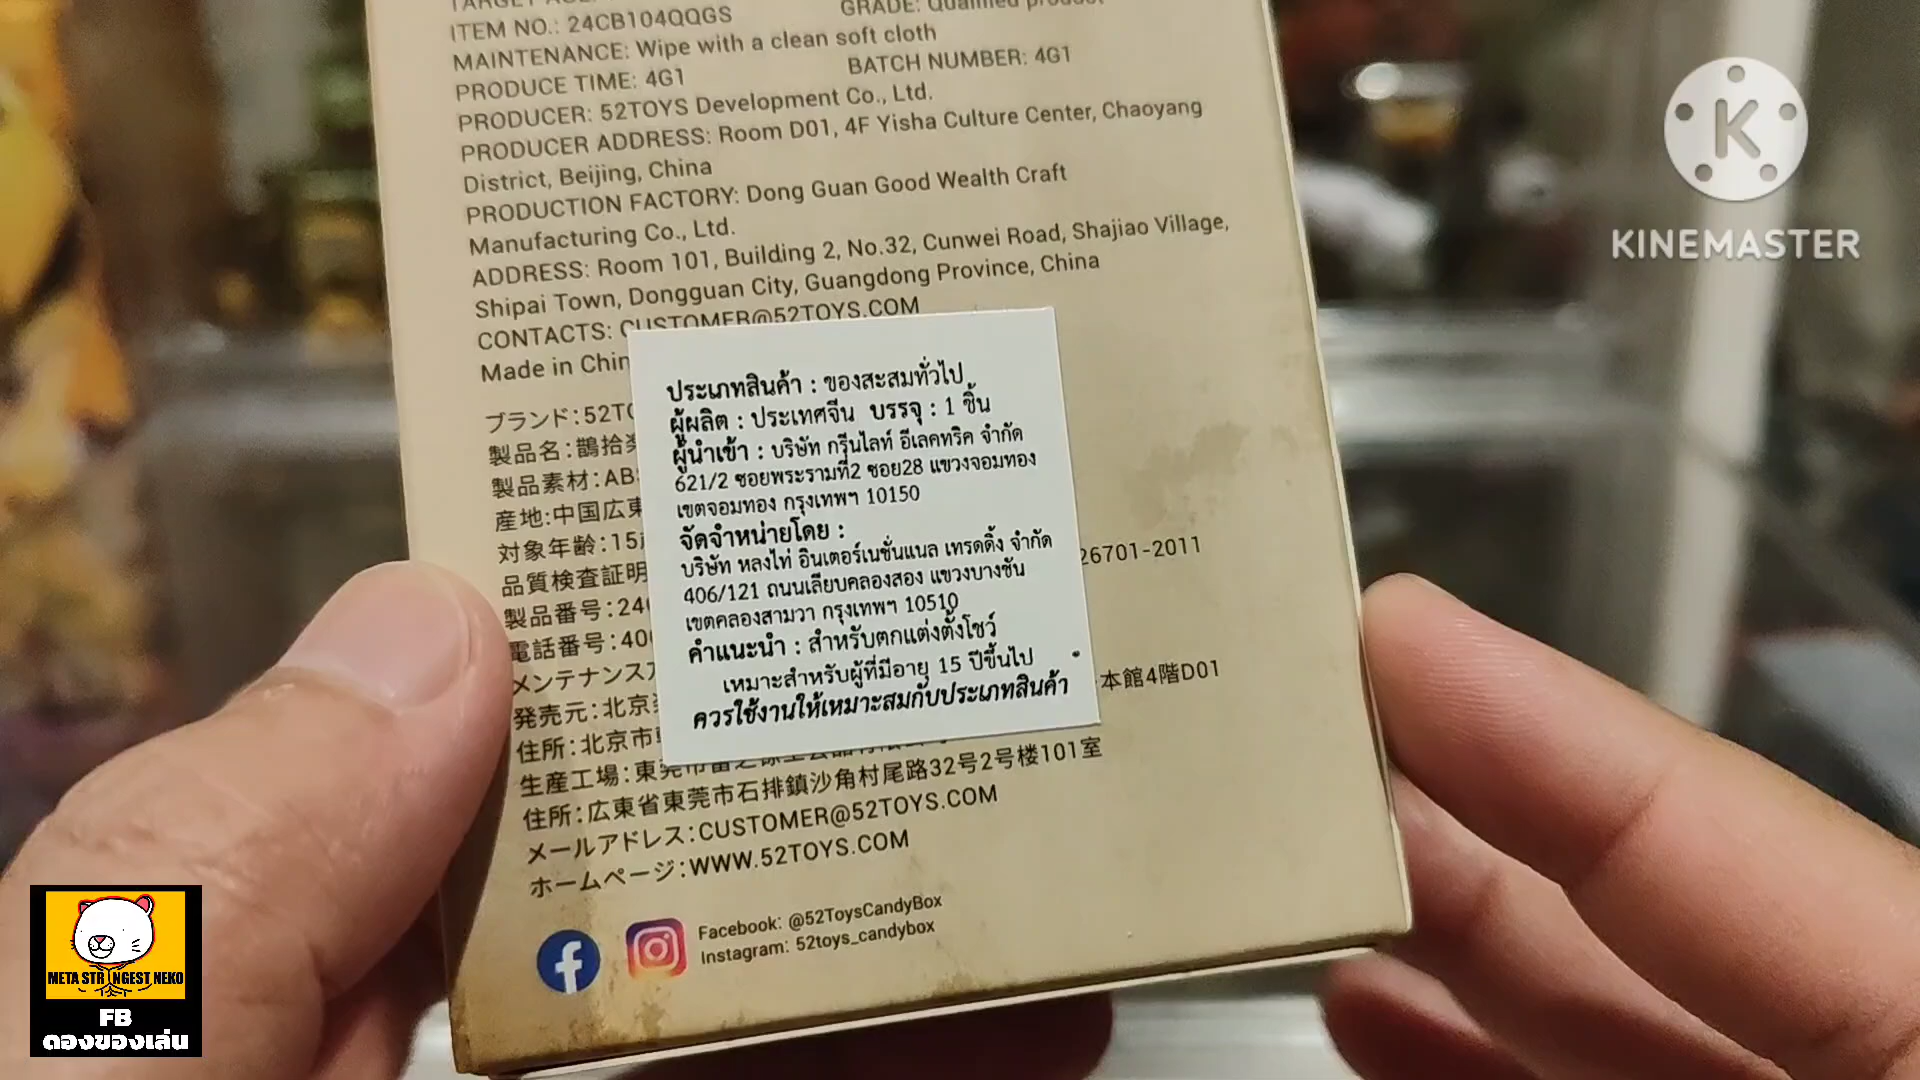 ITEM NO.: 24CB104QQGS
GRADE: Qualified product
MAINTENANCE: Wipe with a clean soft cloth
PRODUCE TIME: 4G1
BATCH NUMBER: 4G1
PRODUCER: 52TOYS Development Co., Ltd.
PRODUCER ADDRESS: Room D01, 4F Yisha Culture Center, Chaoyang
District, Beijing, China
PRODUCTION FACTORY: Dong Guan Good Wealth Craft
Manufacturing Co., Ltd.
ADDRESS: Room 101, Building 2, No.32, Cunwei Road, Shajiao Village,
Shipai Town, Dongguan City, Guangdong Province, China
CONTACTS: CUSTOMER@52TOYS.COM
Made in Chin
ประเภทสินค้า : ของสะสมทั่วไป
ผู้ผลิต : ประเทศจีน บรรจุ : 1 ชิ้น
ผู้นำเข้า : บริษัท กรีนไลท์ อีเลคทริค จำกัด
621/2 ซอยพระรามที่2 ซอย28 แขวงจอมทอง
เขตจอมทอง กรุงเทพฯ 10150
จัดจำหน่ายโดย :
บริษัท หลงไท่ อินเตอร์เนชั่นแนล เทรดดิ้ง จำกัด
406/121 ถนนเลียบคลองสอง แขวงบางชัน
เขตคลองสามวา กรุงเทพฯ 10510
คำแนะนำ : สำหรับตกแต่งตั้งโชว์
เหมาะสำหรับผู้ที่มีอายุ 15 ปีขึ้นไป
ควรใช้งานให้เหมาะสมกับประเภทสินค้า
ブランド:52TO
製品名:鵲拾
製品素材:AB
産地:中国広東
対象年齢:15
品質検査証明 26701-2011
製品番号:24
電話番号:40
メンテナンス
発売元:北京 本館4階D01
住所:北京市
生産工場:東莞市
住所:広東省東莞市石排鎮沙角村尾路32号2号楼101室
メールアドレス:CUSTOMER@52TOYS.COM
ホームページ:WWW.52TOYS.COM
Facebook: @52ToysCandyBox
Instagram: 52toys_candybox
KINEMASTER
META STRONGEST NEKO
FB
ดองของเล่น